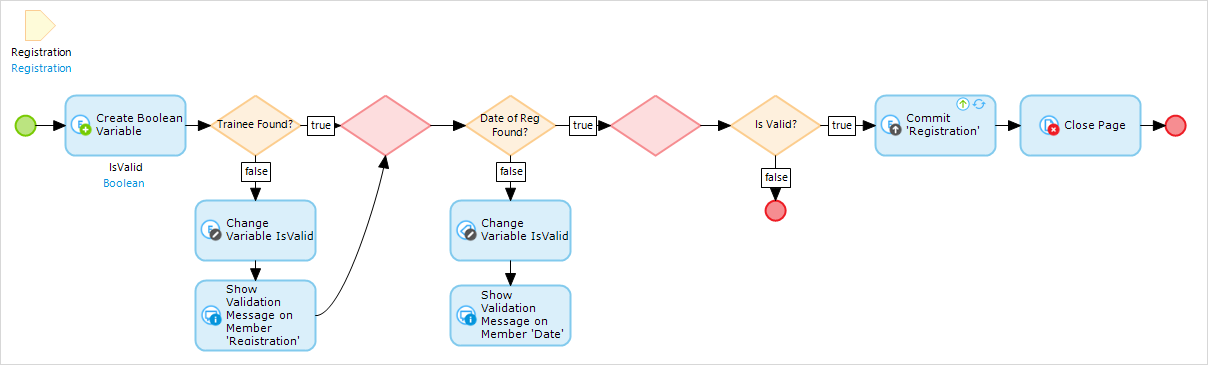 Registration
Registration
Create Boolean
Variable
IsValid
Boolean
Trainee Found?
true
false
Change
Variable IsValid
Show
Validation
Message on
Member
'Registration'
Date of Reg
Found?
true
false
Change
Variable IsValid
Show
Validation
Message on
Member 'Date'
Is Valid?
true
false
Commit
'Registration'
Close Page